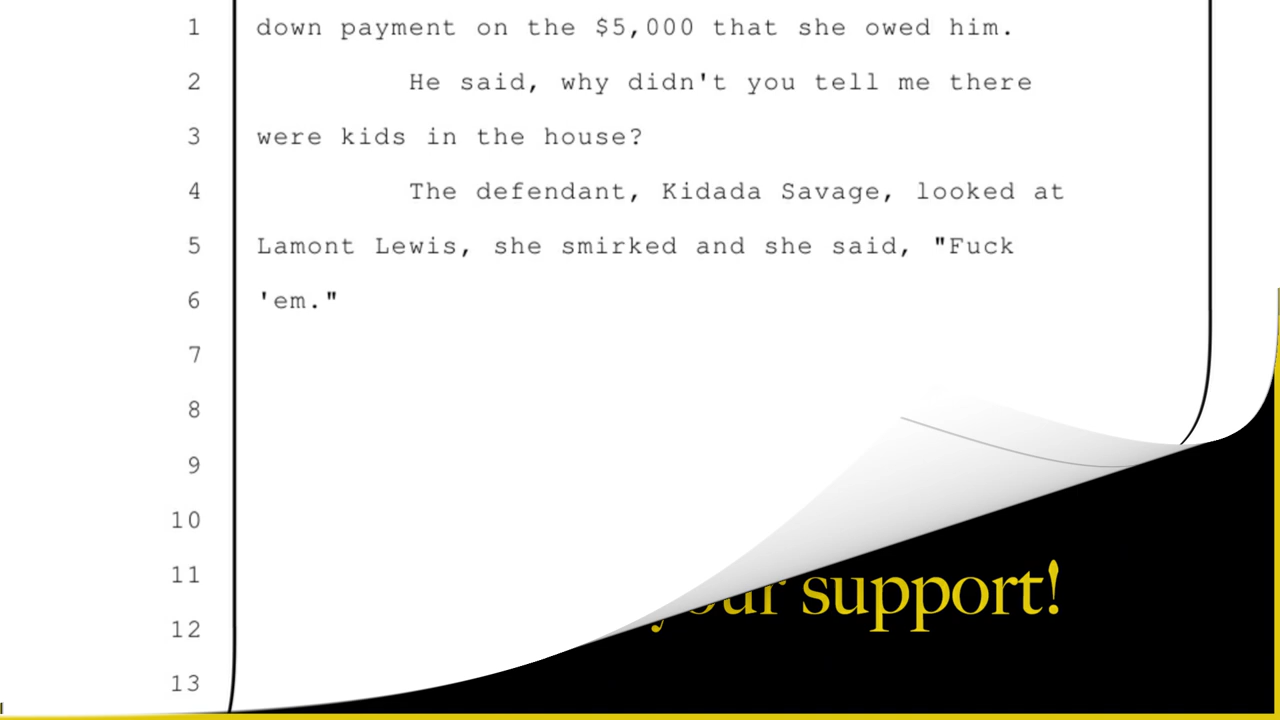 1 down payment on the $5,000 that she owed him.
2 He said, why didn't you tell me there
3 were kids in the house?
4 The defendant, Kidada Savage, looked at
5 Lamont Lewis, she smirked and she said, "Fuck
6 'em."
7
8
9
10
11
12
13
support!